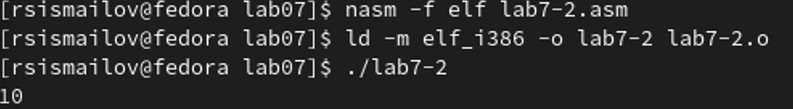 [rsismailov@fedora lab07]$ nasm -f elf lab7-2.asm
[rsismailov@fedora lab07]$ ld -m elf_i386 -o lab7-2 lab7-2.o
[rsismailov@fedora lab07]$ ./lab7-2
10